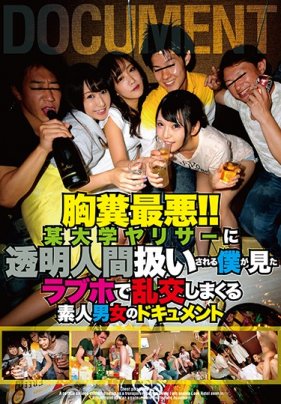 DOCUMENT
胸糞最悪!!
某大学ヤリサーに
透明人間扱いされる僕が見た
ラブホで乱交しまくる
素人男女のドキュメント